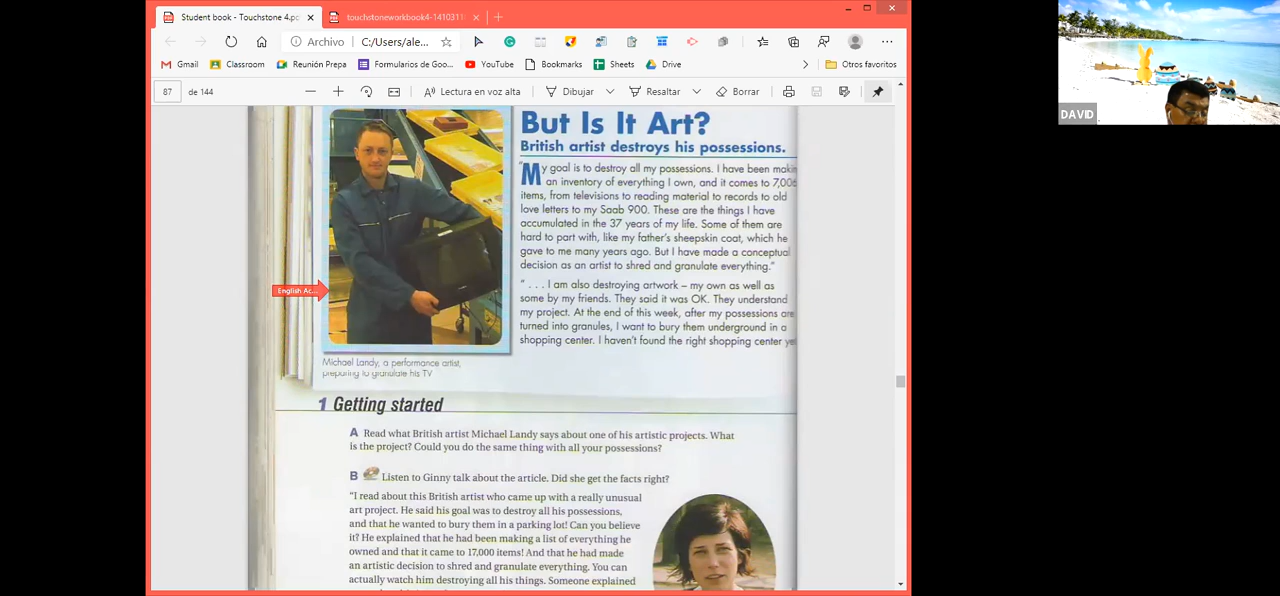 Student book - Touchstone 4.pd
touchstoneworkbook4-1410311
Archivo
C:/Users/ale...
Gmail
Classroom
Reunión Prepa
Formularios de Goo...
YouTube
Bookmarks
Sheets
Drive
Otros favoritos
87
de 144
Lectura en voz alta
Dibujar
Resaltar
Borrar
DAVID
English Ac...
But Is It Art?
British artist destroys his possessions.
"My goal is to destroy all my possessions. I have been makin
an inventory of everything I own, and it comes to 7,006
items, from televisions to reading material to records to old
love letters to my Saab 900. These are the things I have
accumulated in the 37 years of my life. Some of them are
hard to part with, like my father's sheepskin coat, which he
gave to me many years ago. But I have made a conceptual
decision as an artist to shred and granulate everything."
" . . . I am also destroying artwork – my own as well as
some by my friends. They said it was OK. They understand
my project. At the end of this week, after my possessions are
turned into granules, I want to bury them underground in a
shopping center. I haven't found the right shopping center ye
Michael Landy, a performance artist,
preparing to granulate his TV
1 Getting started
A Read what British artist Michael Landy says about one of his artistic projects. What
is the project? Could you do the same thing with all your possessions?
B Listen to Ginny talk about the article. Did she get the facts right?
"I read about this British artist who came up with a really unusual
art project. He said his goal was to destroy all his possessions,
and that he wanted to bury them in a parking lot! Can you believe
it? He explained that he had been making a list of everything he
owned and that it came to 17,000 items! And that he had made
an artistic decision to shred and granulate everything. You can
actually watch him destroying all his things. Someone explained